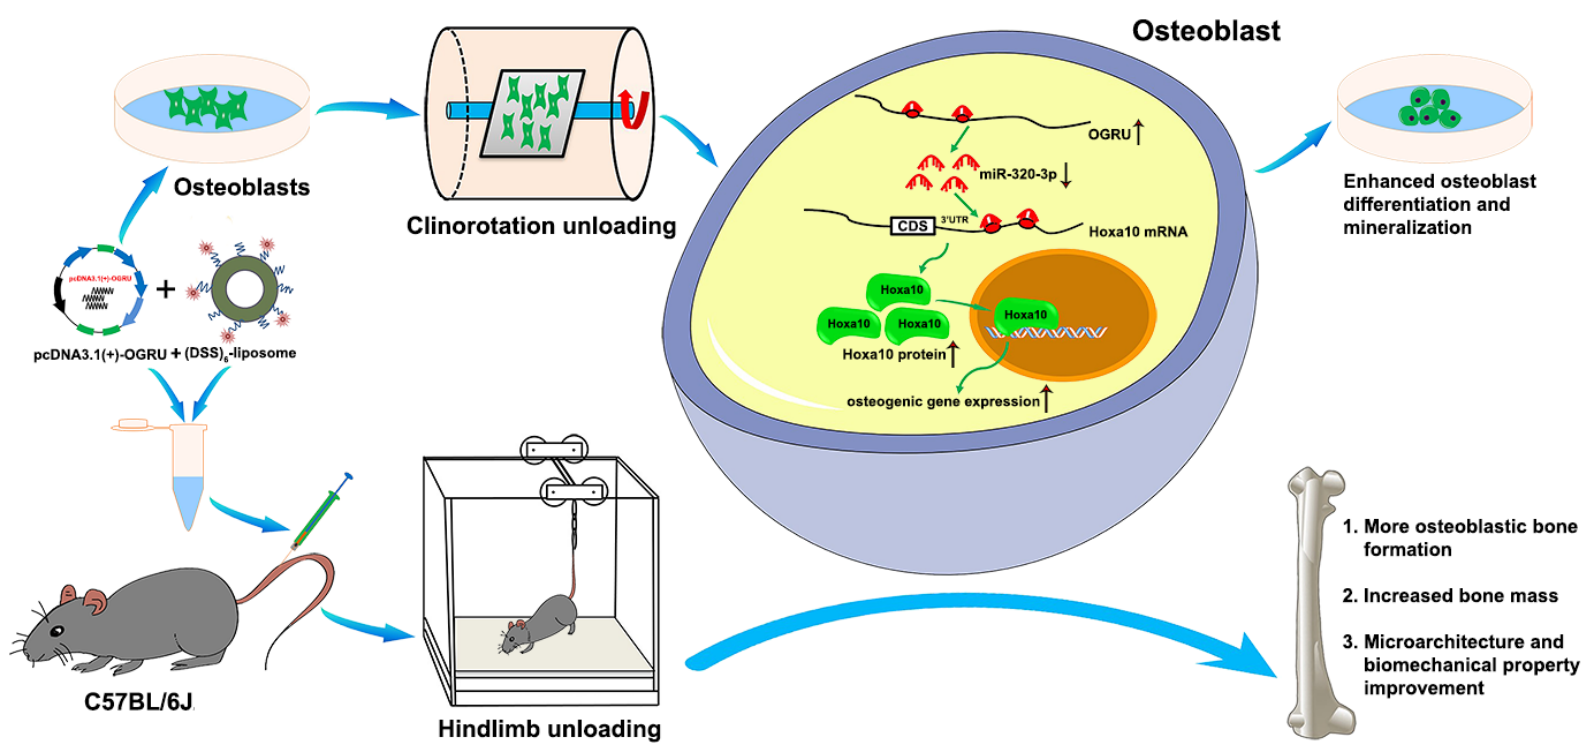 Osteoblast
Osteoblasts
Clinorotation unloading
pcDNA3.1(+)-OGRU
+
pcDNA3.1(+)-OGRU + (DSS)6-liposome
C57BL/6J
Hindlimb unloading
OGRU
miR-320-3p
CDS
3'UTR
Hoxa10 mRNA
Hoxa10
Hoxa10
Hoxa10
Hoxa10
Hoxa10 protein
osteogenic gene expression
Enhanced osteoblast
differentiation and
mineralization
1. More osteoblastic bone
formation
2. Increased bone mass
3. Microarchitecture and
biomechanical property
improvement